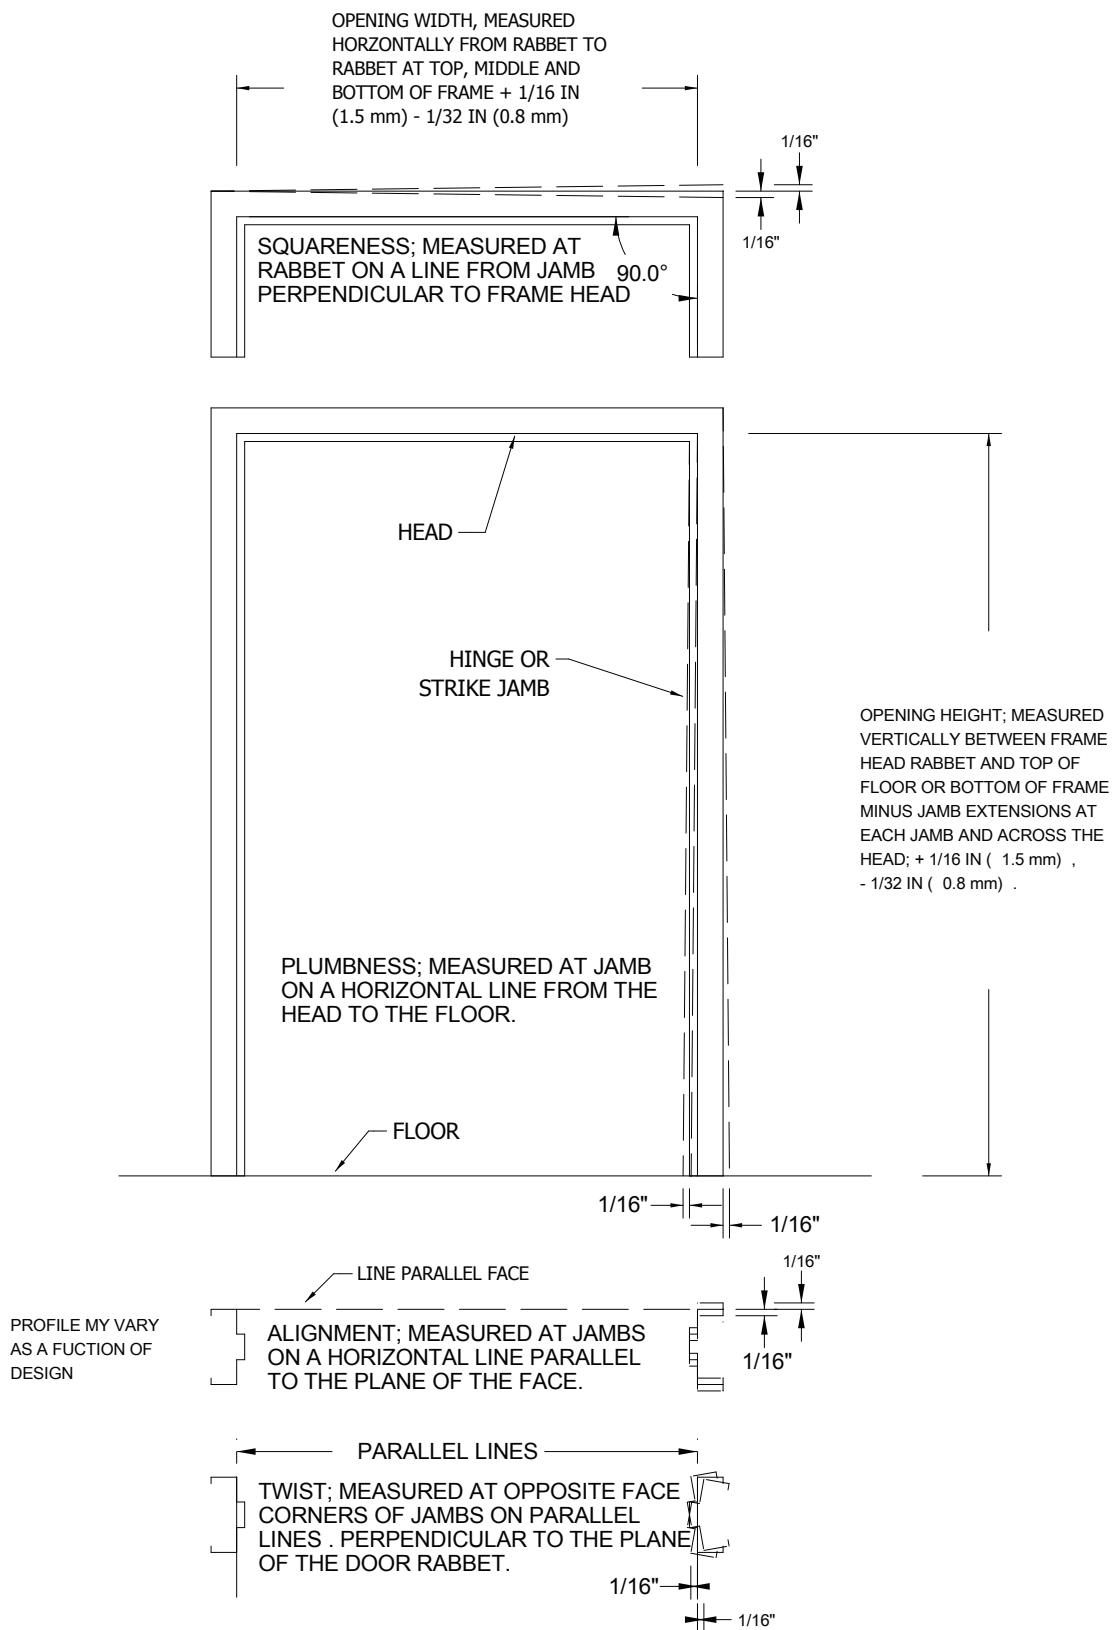 OPENING WIDTH, MEASURED
HORZONTALLY FROM RABBET TO
RABBET AT TOP, MIDDLE AND
BOTTOM OF FRAME + 1/16 IN
(1.5 mm) - 1/32 IN (0.8 mm)
1/16"
1/16"
SQUARENESS; MEASURED AT
RABBET ON A LINE FROM JAMB
PERPENDICULAR TO FRAME HEAD
90.0°
HEAD
HINGE OR
STRIKE JAMB
OPENING HEIGHT; MEASURED
VERTICALLY BETWEEN FRAME
HEAD RABBET AND TOP OF
FLOOR OR BOTTOM OF FRAME
MINUS JAMB EXTENSIONS AT
EACH JAMB AND ACROSS THE
HEAD; + 1/16 IN ( 1.5 mm) ,
- 1/32 IN ( 0.8 mm) .
PLUMBNESS; MEASURED AT JAMB
ON A HORIZONTAL LINE FROM THE
HEAD TO THE FLOOR.
FLOOR
1/16"
1/16"
LINE PARALLEL FACE
1/16"
PROFILE MY VARY
AS A FUCTION OF
DESIGN
ALIGNMENT; MEASURED AT JAMBS
ON A HORIZONTAL LINE PARALLEL
TO THE PLANE OF THE FACE.
1/16"
PARALLEL LINES
TWIST; MEASURED AT OPPOSITE FACE
CORNERS OF JAMBS ON PARALLEL
LINES . PERPENDICULAR TO THE PLANE
OF THE DOOR RABBET.
1/16"
1/16"